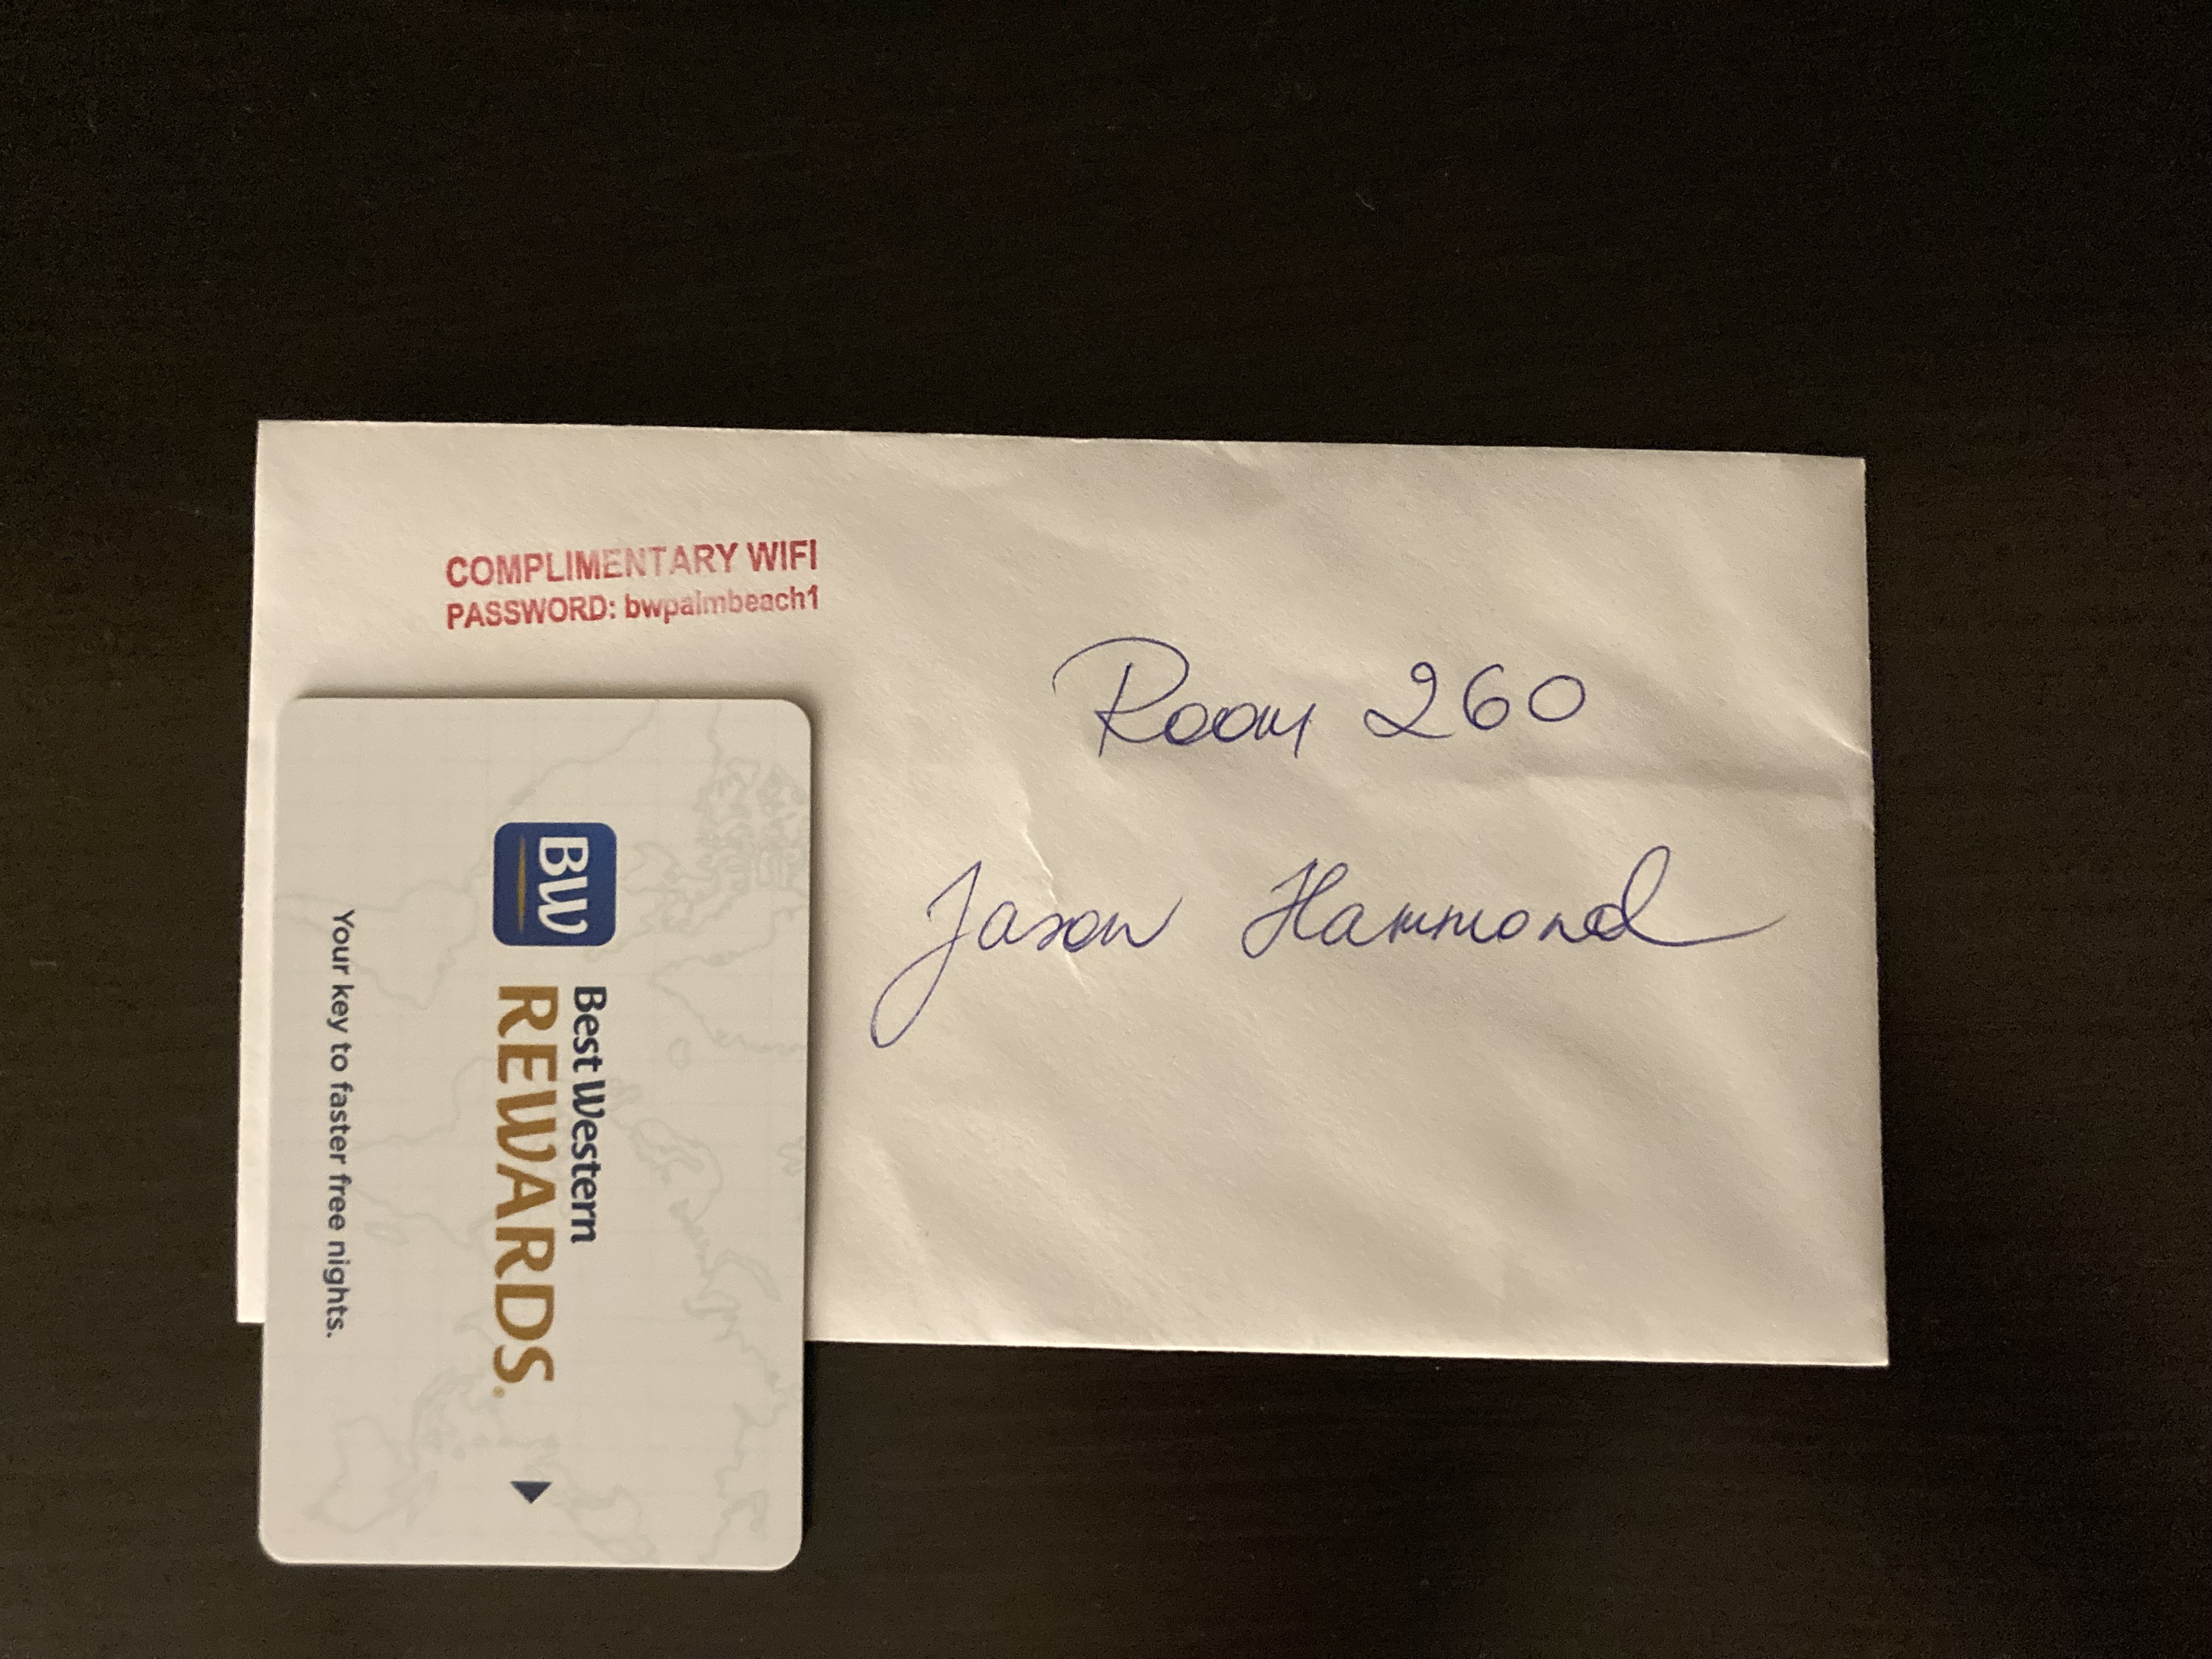 COMPLIMENTARY WIFI
PASSWORD: bwpalmbeach1
Room 260
Jason Hammond
BW
Best Western
REWARDS®
Your key to faster free nights.